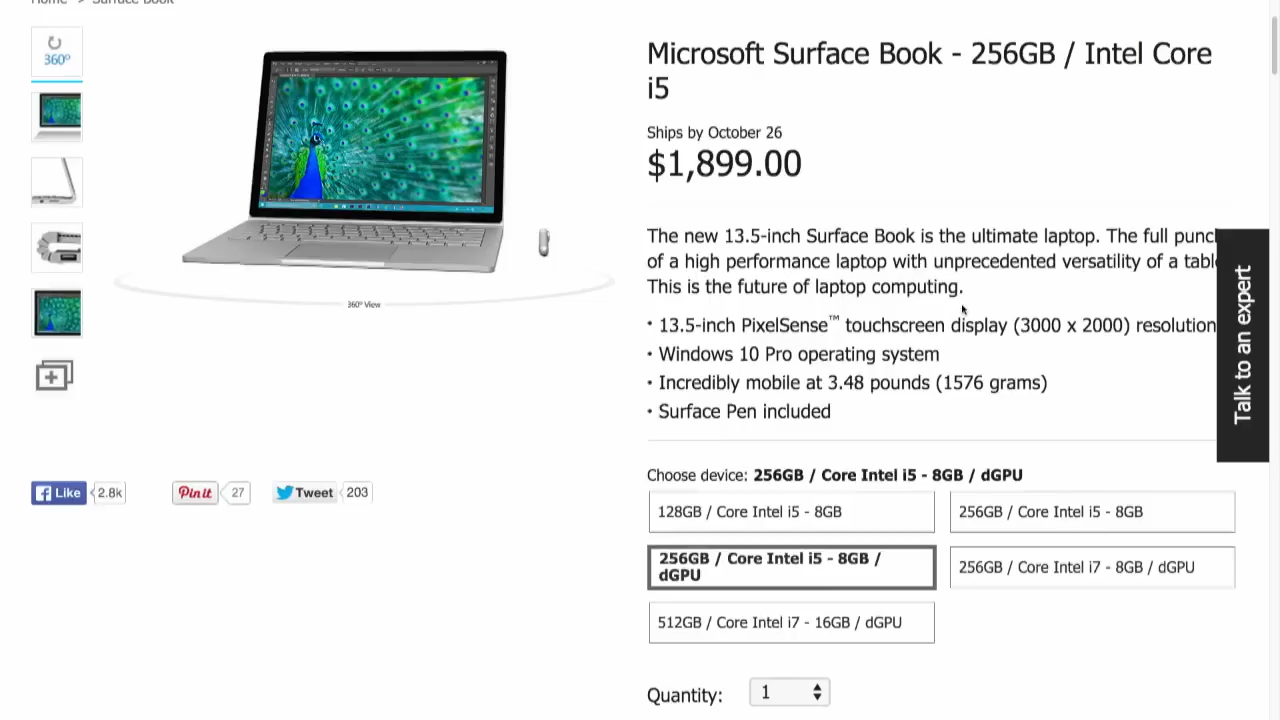 Home > Surface Book
360º
Microsoft Surface Book - 256GB / Intel Core
i5
Ships by October 26
$1,899.00
The new 13.5-inch Surface Book is the ultimate laptop. The full punc
of a high performance laptop with unprecedented versatility of a table
This is the future of laptop computing.
• 13.5-inch PixelSense™ touchscreen display (3000 x 2000) resolution
• Windows 10 Pro operating system
• Incredibly mobile at 3.48 pounds (1576 grams)
• Surface Pen included
Talk to an expert
360º View
Like 2.8k
Pin it 27
Tweet 203
Choose device: 256GB / Core Intel i5 - 8GB / dGPU
128GB / Core Intel i5 - 8GB
256GB / Core Intel i5 - 8GB
256GB / Core Intel i5 - 8GB /
dGPU
256GB / Core Intel i7 - 8GB / dGPU
512GB / Core Intel i7 - 16GB / dGPU
Quantity: 1